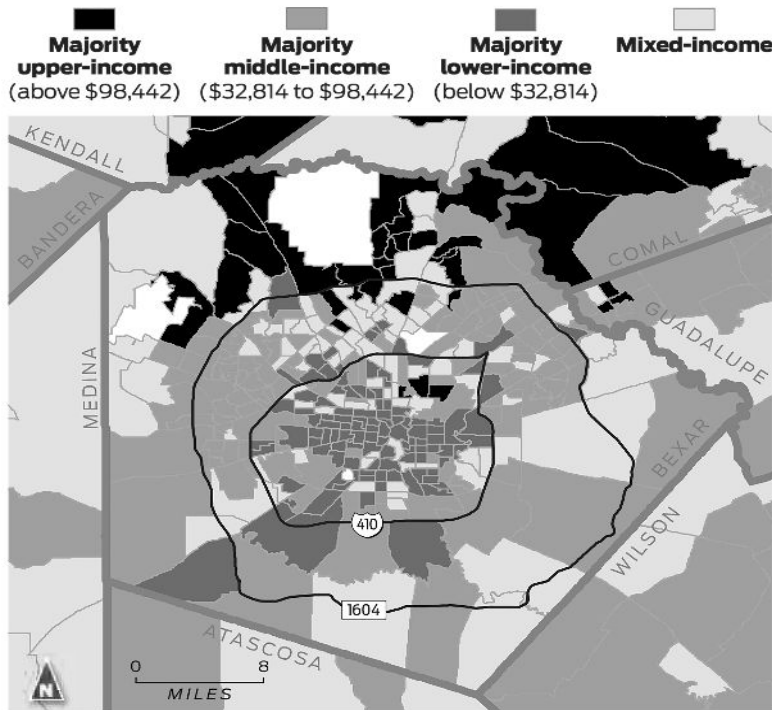 Majority
upper-income
(above $98,442)
Majority
middle-income
($32,814 to $98,442)
Majority
lower-income
(below $32,814)
Mixed-income
KENDALL
BANDERA
COMAL
GUADALUPE
MEDINA
BEXAR
WILSON
410
1604
ATASCOSA
0 8
MILES
N